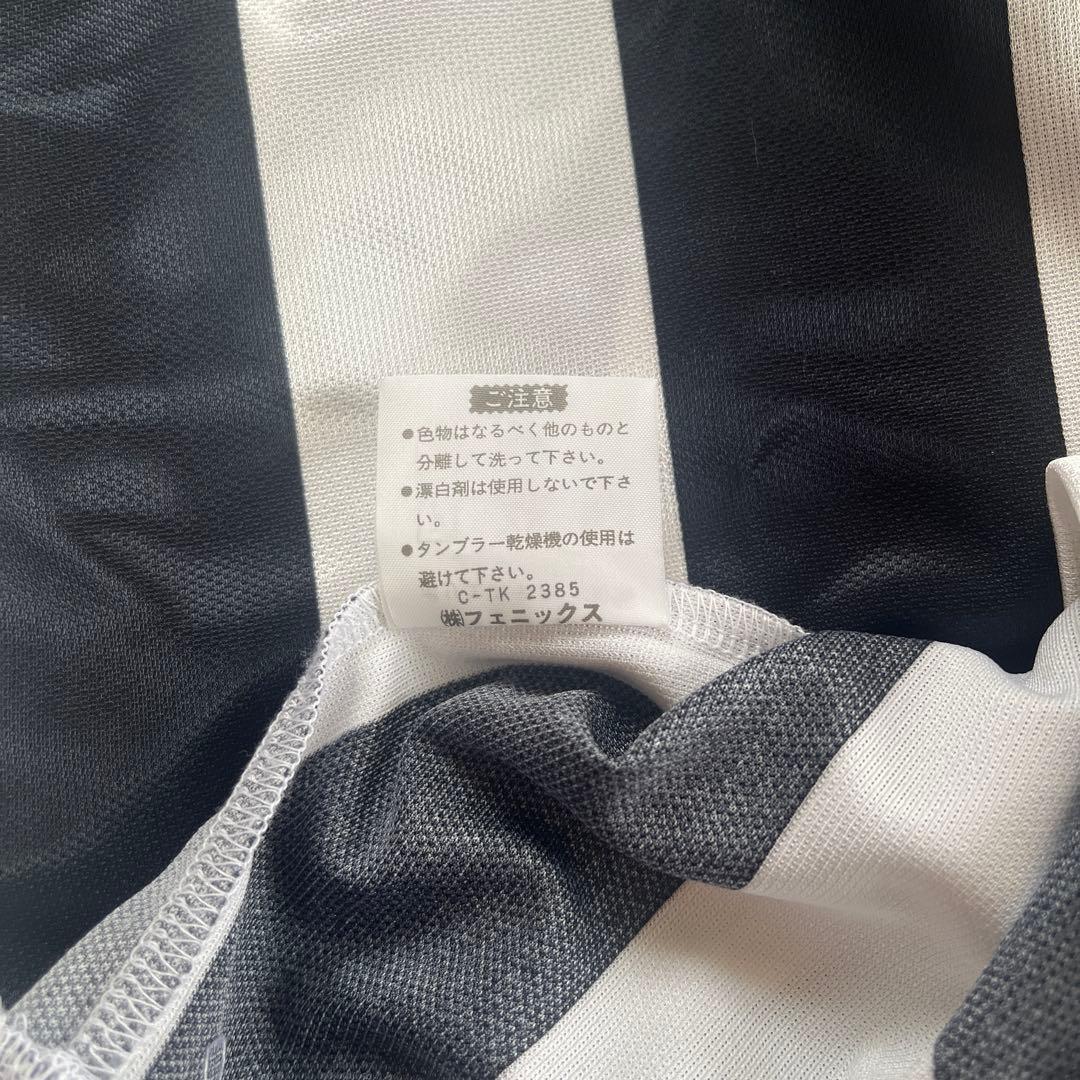 ご注意
●色物はなるべく他のものと
分離して洗って下さい。
●漂白剤は使用しないで下さ
い。
●タンブラー乾燥機の使用は
避けて下さい。
C-TK 2385
㈱フェニックス